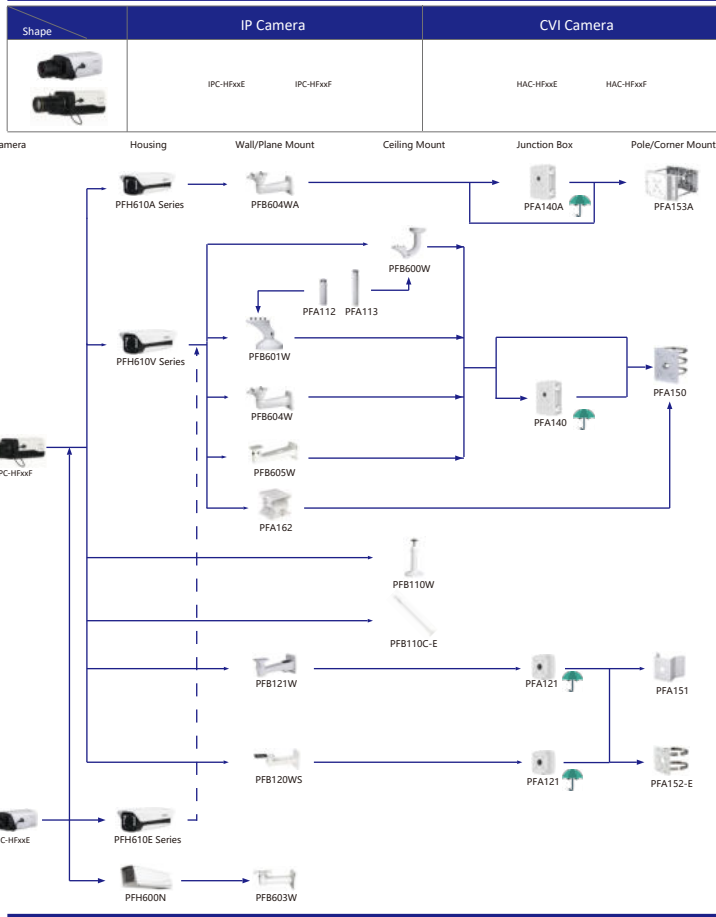 Shape
IP Camera
CVI Camera
IPC-HFxxE
IPC-HFxxF
HAC-HFxxE
HAC-HFxxF
amera
Housing
Wall/Plane Mount
Ceiling Mount
Junction Box
Pole/Corner Mount
PFH610A Series
PFB604WA
PFA140A
PFA153A
PFB600W
PFA112
PFA113
PFH610V Series
PFB601W
PFA150
PFB604W
PFA140
PC-HFxxF
PFB605W
PFA162
PFB110W
PFB110C-E
PFB121W
PFA121
PFA151
PFB120WS
PFA121
PFA152-E
C-HFxxE
PFH610E Series
PFH600N
PFB603W